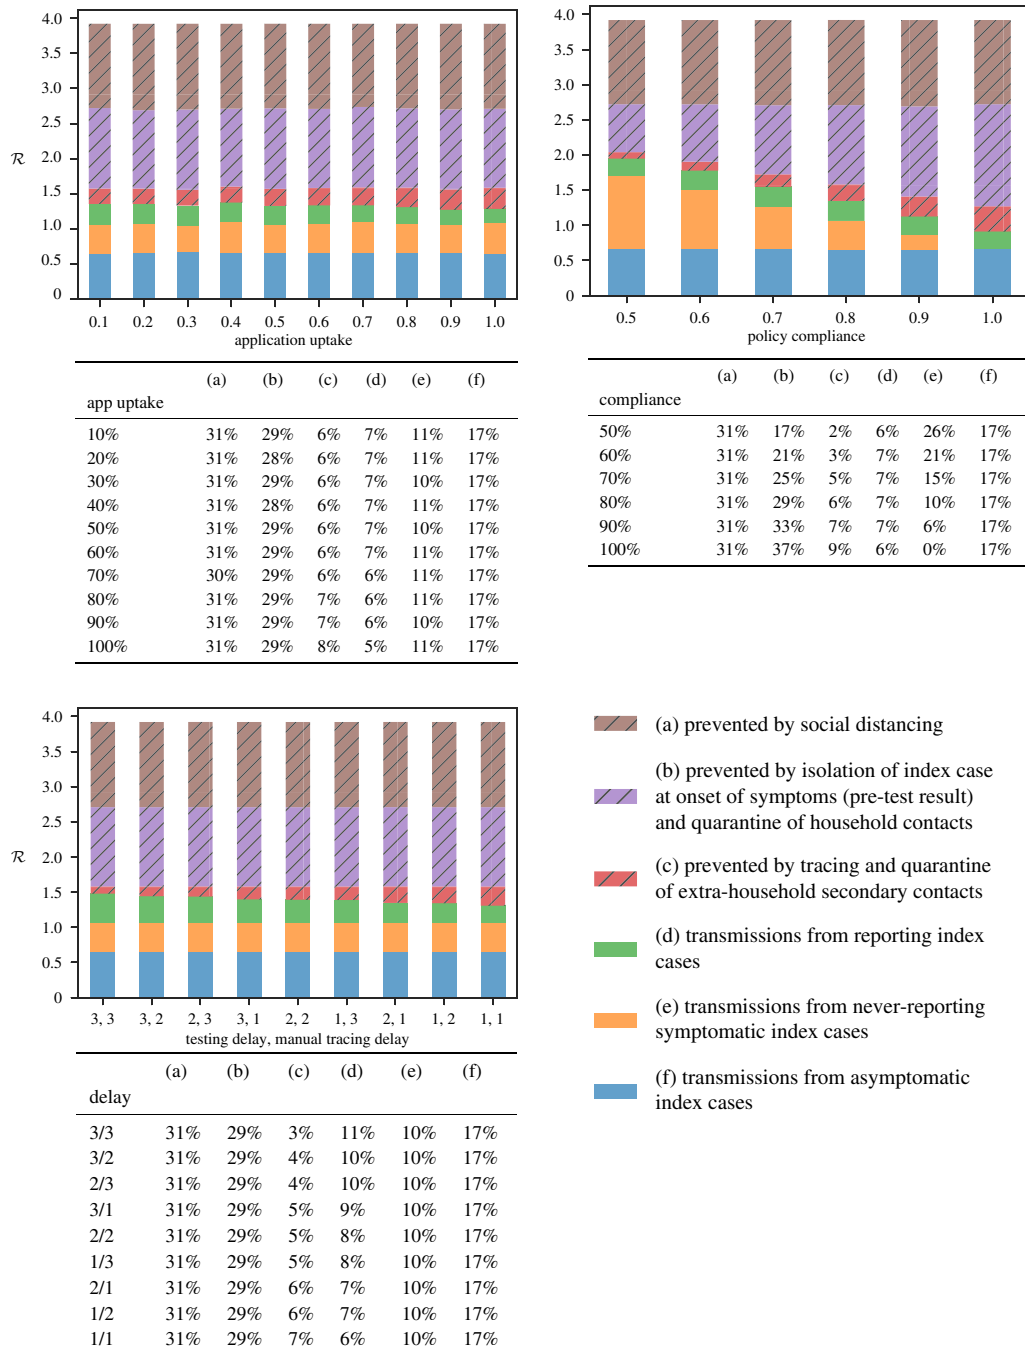 4.0
3.5
3.0
2.5
2.0
1.5
1.0
0.5
0
ℛ
0.1 0.2 0.3 0.4 0.5 0.6 0.7 0.8 0.9 1.0
application uptake
(a) (b) (c) (d) (e) (f)
app uptake
10% 31% 29% 6% 7% 11% 17%
20% 31% 28% 6% 7% 11% 17%
30% 31% 29% 6% 7% 10% 17%
40% 31% 28% 6% 7% 11% 17%
50% 31% 29% 6% 7% 10% 17%
60% 31% 29% 6% 7% 11% 17%
70% 30% 29% 6% 6% 11% 17%
80% 31% 29% 7% 6% 11% 17%
90% 31% 29% 7% 6% 10% 17%
100% 31% 29% 8% 5% 11% 17%
4.0
3.5
3.0
2.5
2.0
1.5
1.0
0.5
0
0.5 0.6 0.7 0.8 0.9 1.0
policy compliance
(a) (b) (c) (d) (e) (f)
compliance
50% 31% 17% 2% 6% 26% 17%
60% 31% 21% 3% 7% 21% 17%
70% 31% 25% 5% 7% 15% 17%
80% 31% 29% 6% 7% 10% 17%
90% 31% 33% 7% 7% 6% 17%
100% 31% 37% 9% 6% 0% 17%
4.0
3.5
3.0
2.5
2.0
1.5
1.0
0.5
0
ℛ
3, 3 3, 2 2, 3 3, 1 2, 2 1, 3 2, 1 1, 2 1, 1
testing delay, manual tracing delay
(a) (b) (c) (d) (e) (f)
delay
3/3 31% 29% 3% 11% 10% 17%
3/2 31% 29% 4% 10% 10% 17%
2/3 31% 29% 4% 10% 10% 17%
3/1 31% 29% 5% 9% 10% 17%
2/2 31% 29% 5% 8% 10% 17%
1/3 31% 29% 5% 8% 10% 17%
2/1 31% 29% 6% 7% 10% 17%
1/2 31% 29% 6% 7% 10% 17%
1/1 31% 29% 7% 6% 10% 17%
(a) prevented by social distancing
(b) prevented by isolation of index case
at onset of symptoms (pre-test result)
and quarantine of household contacts
(c) prevented by tracing and quarantine
of extra-household secondary contacts
(d) transmissions from reporting index
cases
(e) transmissions from never-reporting
symptomatic index cases
(f) transmissions from asymptomatic
index cases